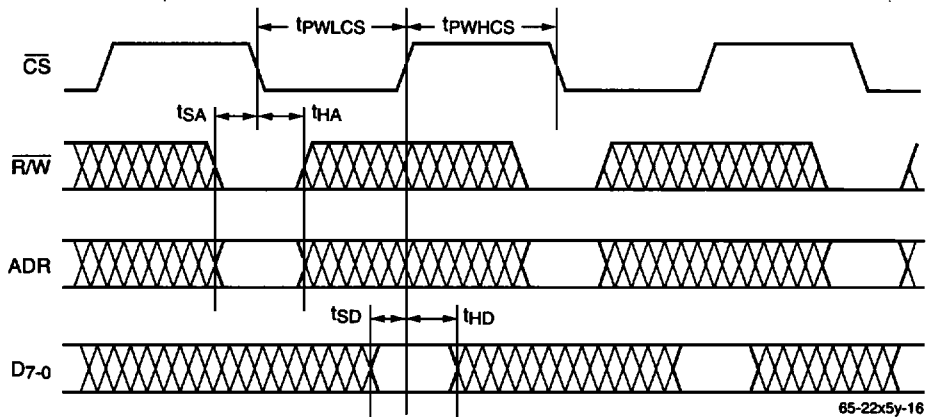 tPWLCS tPWHCS
CS
tSA tHA
R/W
ADR
tSD tHD
D7-0
65-22x5y-16